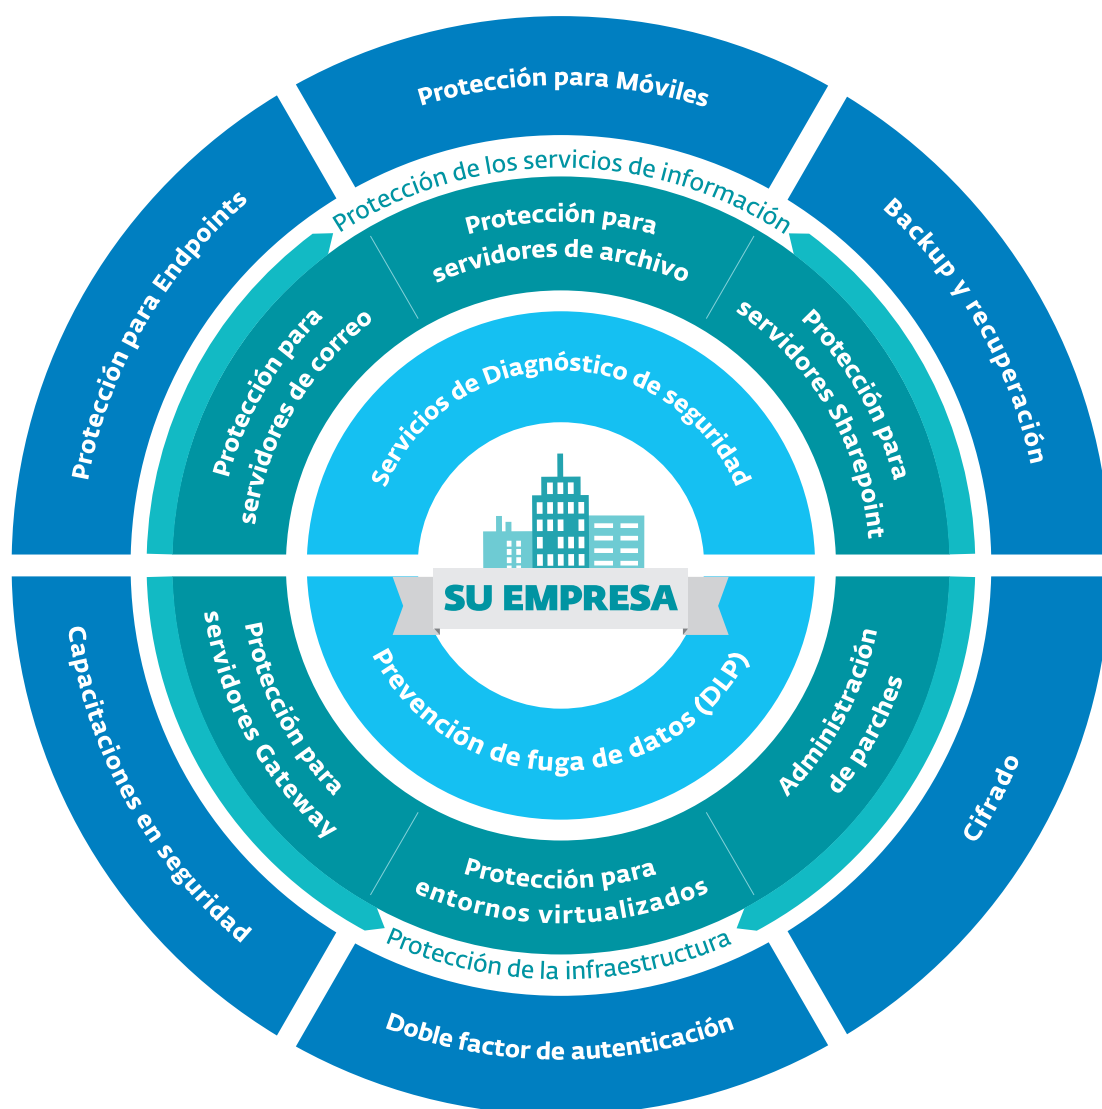 Protección para Móviles
Protección para Endpoints
Backup y recuperación
Protección de los servicios de información
Protección para
servidores de archivo
Protección para
servidores de correo
Protección para
servidores Sharepoint
Servicios de Diagnóstico de seguridad
SU EMPRESA
Prevención de fuga de datos (DLP)
Protección para
servidores Gateway
Administración
de parches
Protección para
entornos virtualizados
Protección de la infraestructura
Capacitaciones en seguridad
Cifrado
Doble factor de autenticación